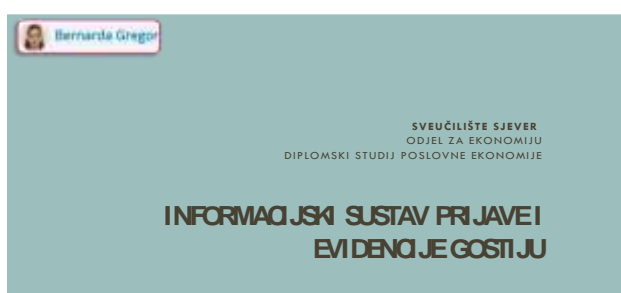 Bernarda Gregor
SVEUČILIŠTE SJEVER
ODJEL ZA EKONOMIJU
DIPLOMSKI STUDIJ POSLOVNE EKONOMIJE
INFORMACIJSKI SUSTAV PRIJAVE I
EVIDENCIJE GOSTIJU